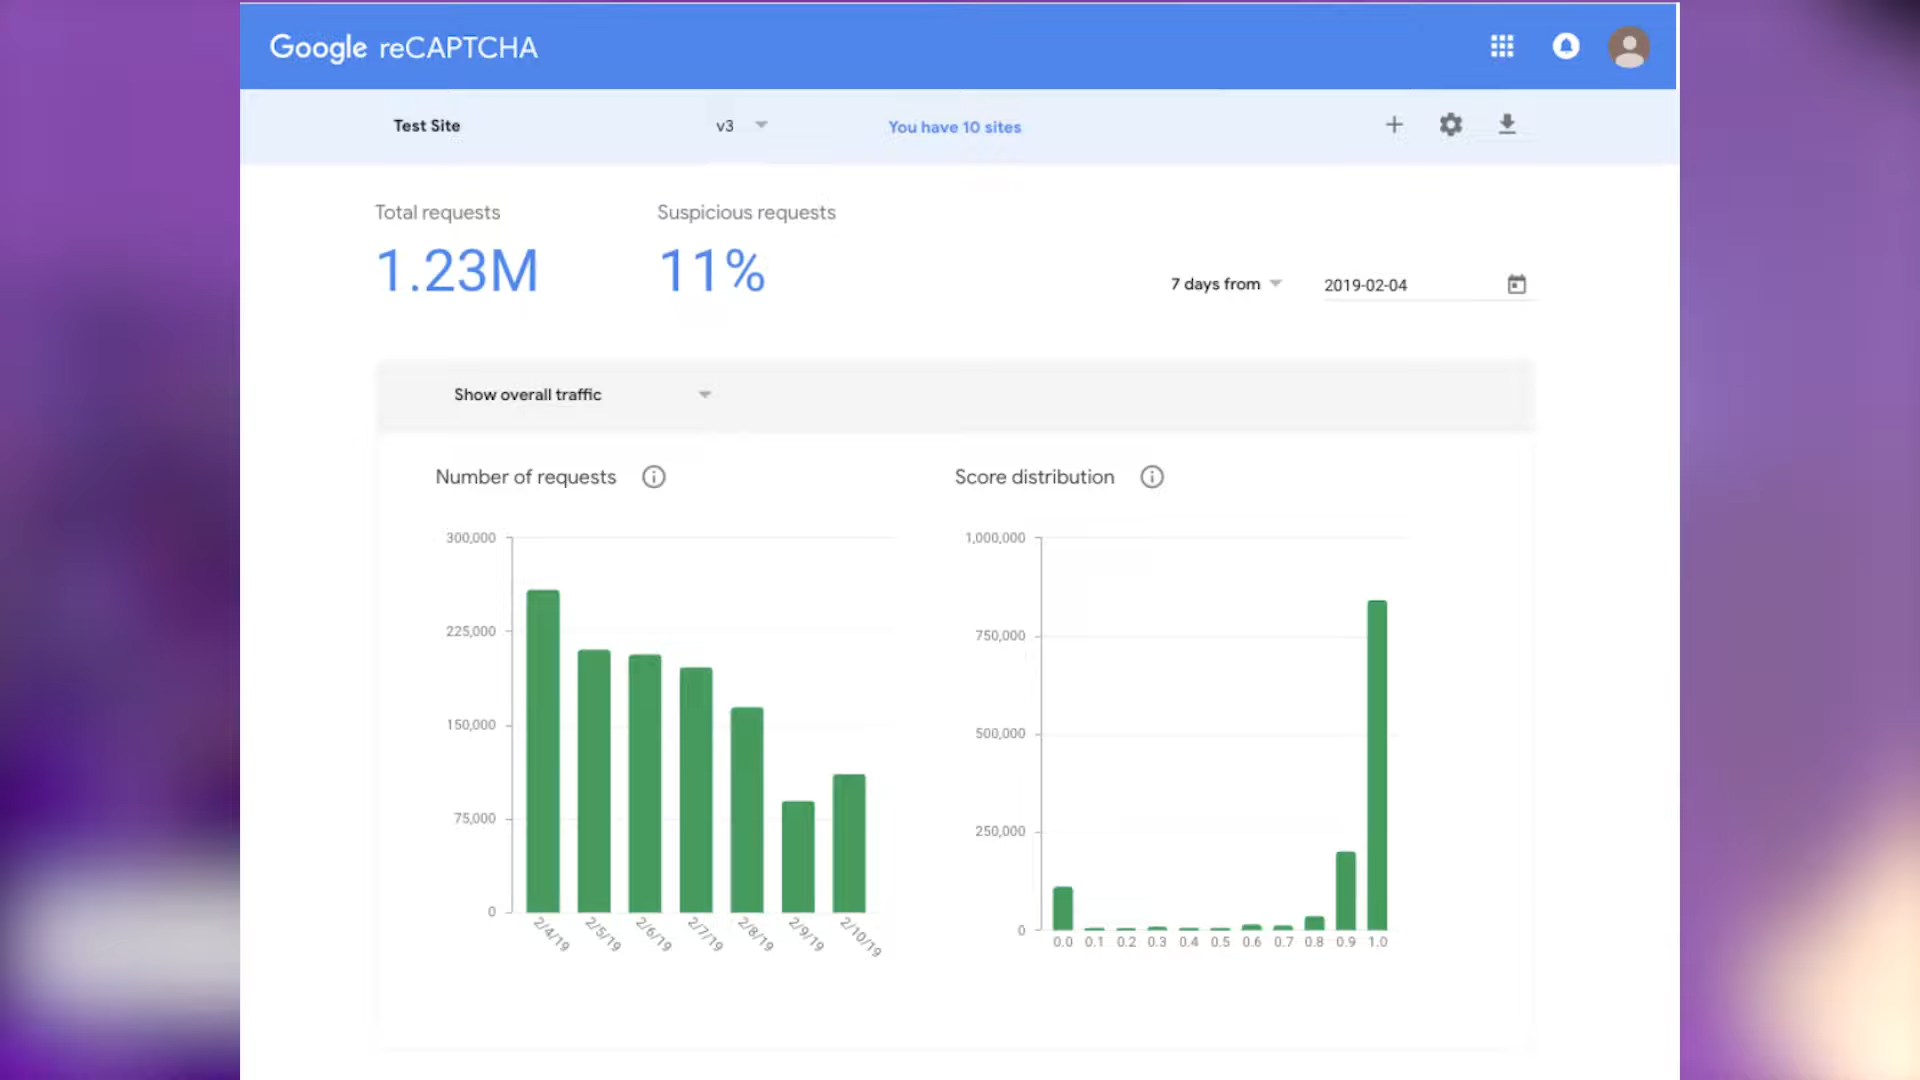 Google reCAPTCHA
Test Site
v3
You have 10 sites
Total requests
Suspicious requests
1.23M
11%
7 days from
2019-02-04
Show overall traffic
Number of requests
300,000
225,000
150,000
75,000
0
2/4/19
2/5/19
2/6/19
2/7/19
2/8/19
2/9/19
2/10/19
Score distribution
1,000,000
750,000
500,000
250,000
0
0.0 0.1 0.2 0.3 0.4 0.5 0.6 0.7 0.8 0.9 1.0